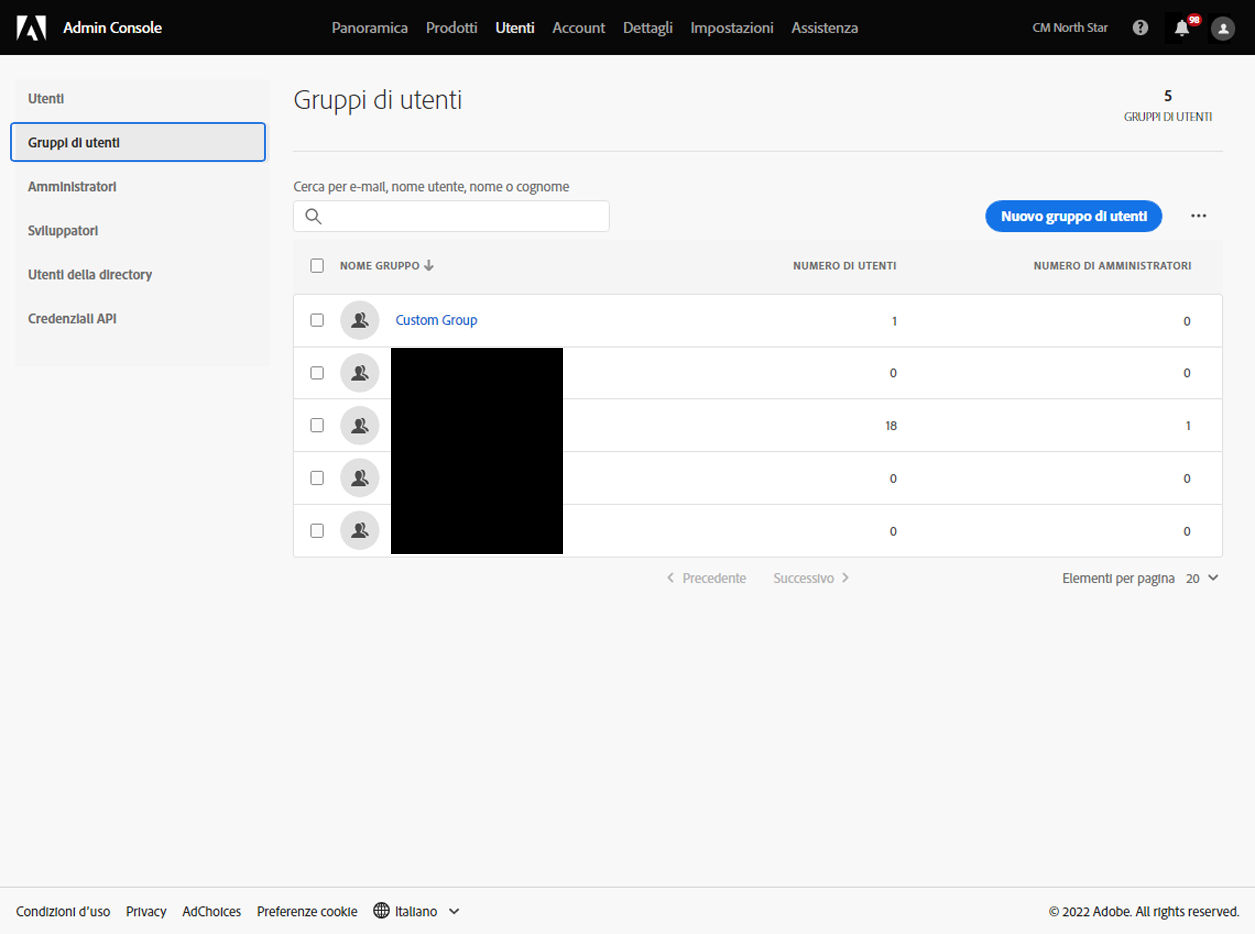 Admin Console
Panoramica Prodotti Utenti Account Dettagli Impostazioni Assistenza
CM North Star
98
Utenti
Gruppi di utenti
Amministratori
Sviluppatori
Utenti della directory
Credenziali API
Gruppi di utenti
5
GRUPPI DI UTENTI
Cerca per e-mail, nome utente, nome o cognome
Nuovo gruppo di utenti
NOME GRUPPO NUMERO DI UTENTI NUMERO DI AMMINISTRATORI
Custom Group 1 0
0 0
18 1
0 0
0 0
Precedente Successivo Elementi per pagina 20
Condizioni d'uso Privacy AdChoices Preferenze cookie Italiano © 2022 Adobe. All rights reserved.